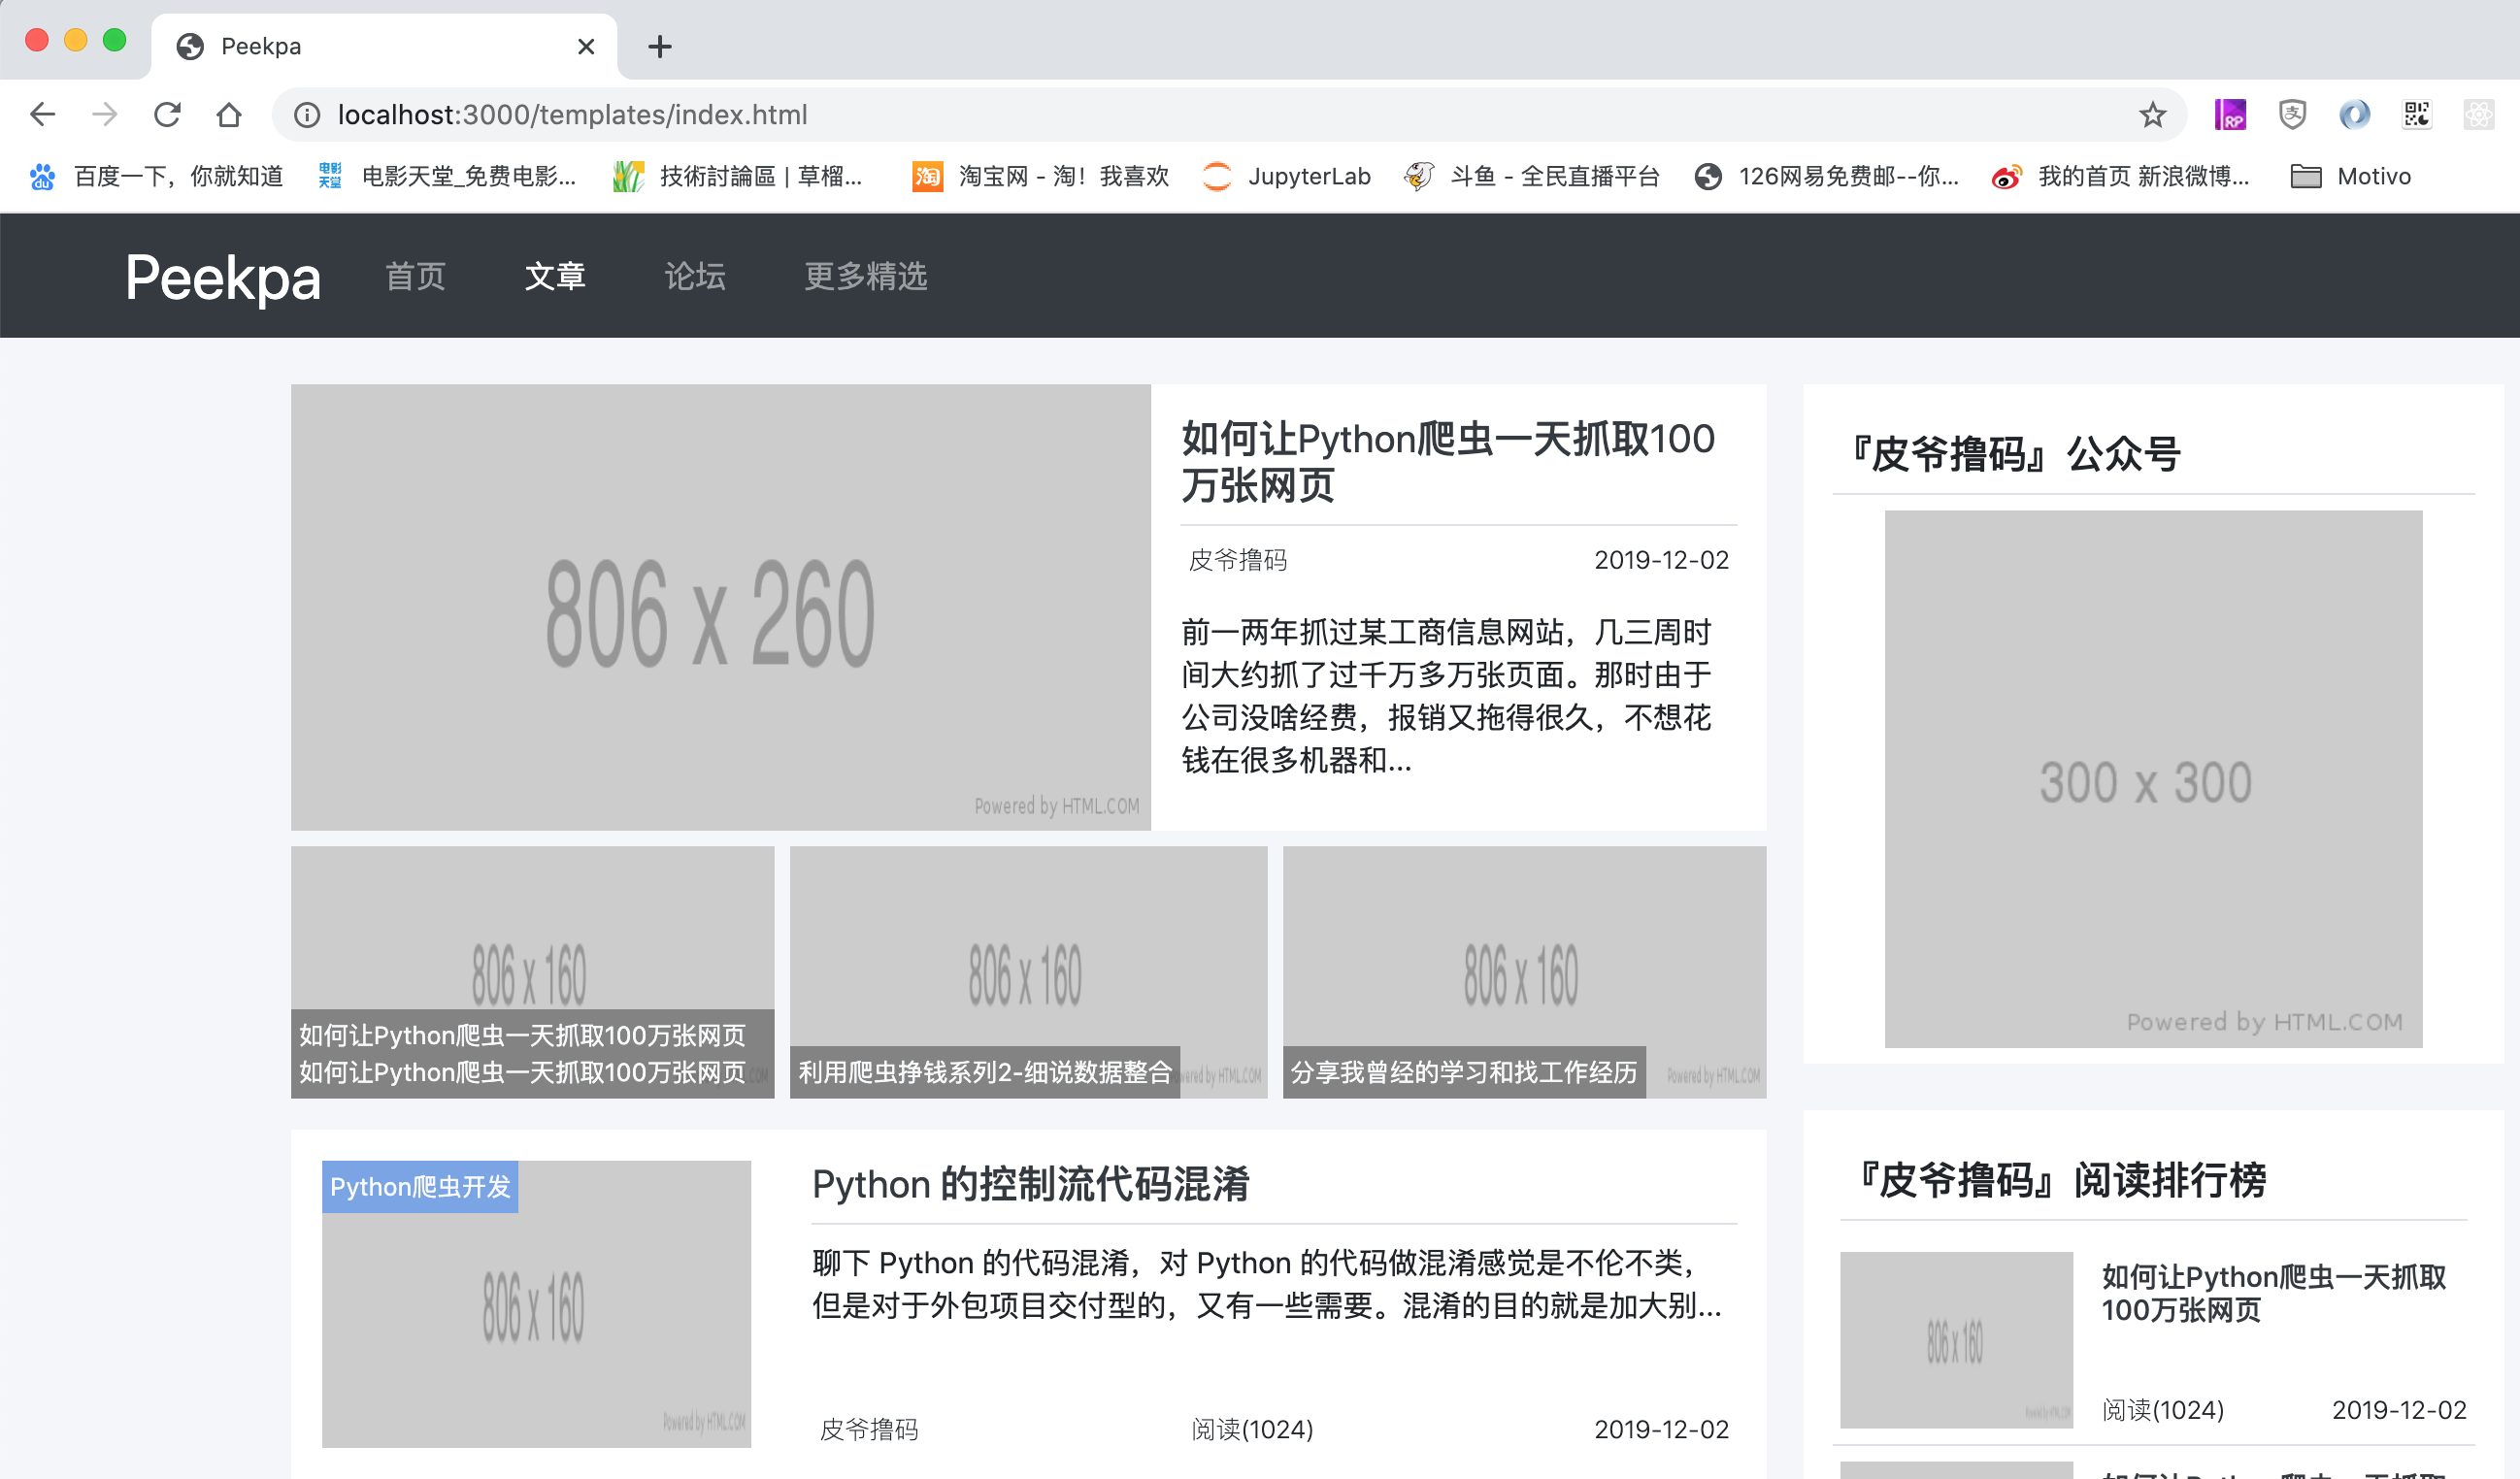 Peekpa
localhost:3000/templates/index.html
百度一下，你就知道
电影天堂
电影天堂_免费电影...
技術討論區 | 草榴...
淘
淘宝网 - 淘！我喜欢
JupyterLab
斗鱼 - 全民直播平台
126网易免费邮--你...
我的首页 新浪微博...
Motivo
Peekpa
首页
文章
论坛
更多精选
806 x 260
Powered by HTML.COM
如何让Python爬虫一天抓取100
万张网页
皮爷撸码
2019-12-02
前一两年抓过某工商信息网站，几三周时
间大约抓了过千万多万张页面。那时由于
公司没啥经费，报销又拖得很久，不想花
钱在很多机器和...
806 x 160
如何让Python爬虫一天抓取100万张网页
如何让Python爬虫一天抓取100万张网页
806 x 160
利用爬虫挣钱系列2-细说数据整合
806 x 160
分享我曾经的学习和找工作经历
Powered by HTML.COM
Python爬虫开发
806 x 160
Powered by HTML.COM
Python 的控制流代码混淆
聊下 Python 的代码混淆，对 Python 的代码做混淆感觉是不伦不类，
但是对于外包项目交付型的，又有一些需要。混淆的目的就是加大别...
皮爷撸码
阅读(1024)
2019-12-02
『皮爷撸码』公众号
300 x 300
Powered by HTML.COM
『皮爷撸码』阅读排行榜
806 x 160
如何让Python爬虫一天抓取
100万张网页
阅读(1024)
2019-12-02